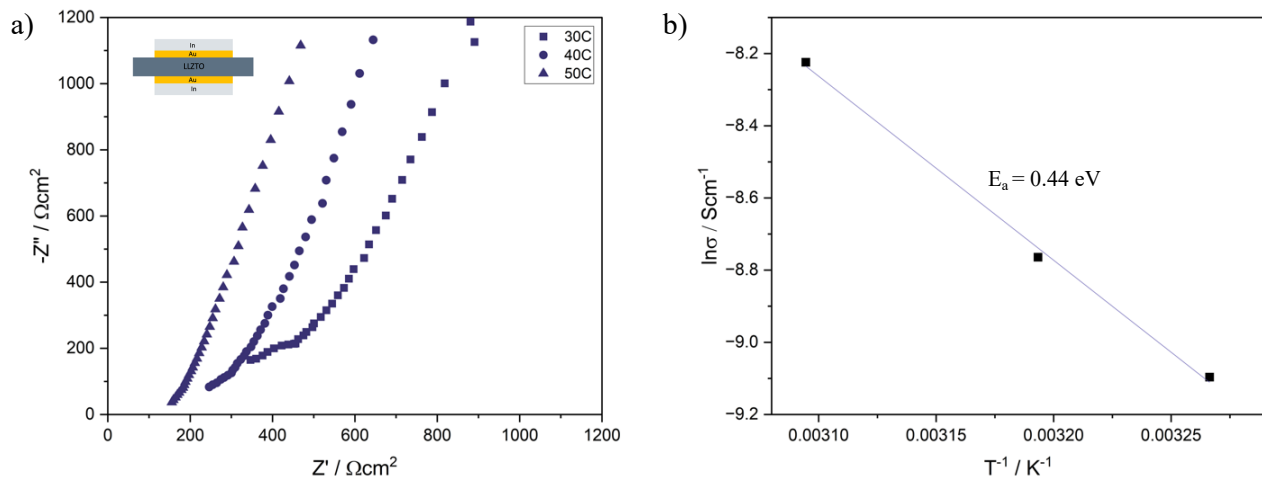 a)
In
Au
LLZTO
Au
In
30C
40C
50C
1200
1000
800
600
400
200
0
0 200 400 600 800 1000 1200
-Z'' / Ωcm²
Z' / Ωcm²
b)
−8.2
−8.4
−8.6
−8.8
−9.0
−9.2
Eₐ = 0.44 eV
0.00310 0.00315 0.00320 0.00325
lnσ / Scm⁻¹
T⁻¹ / K⁻¹